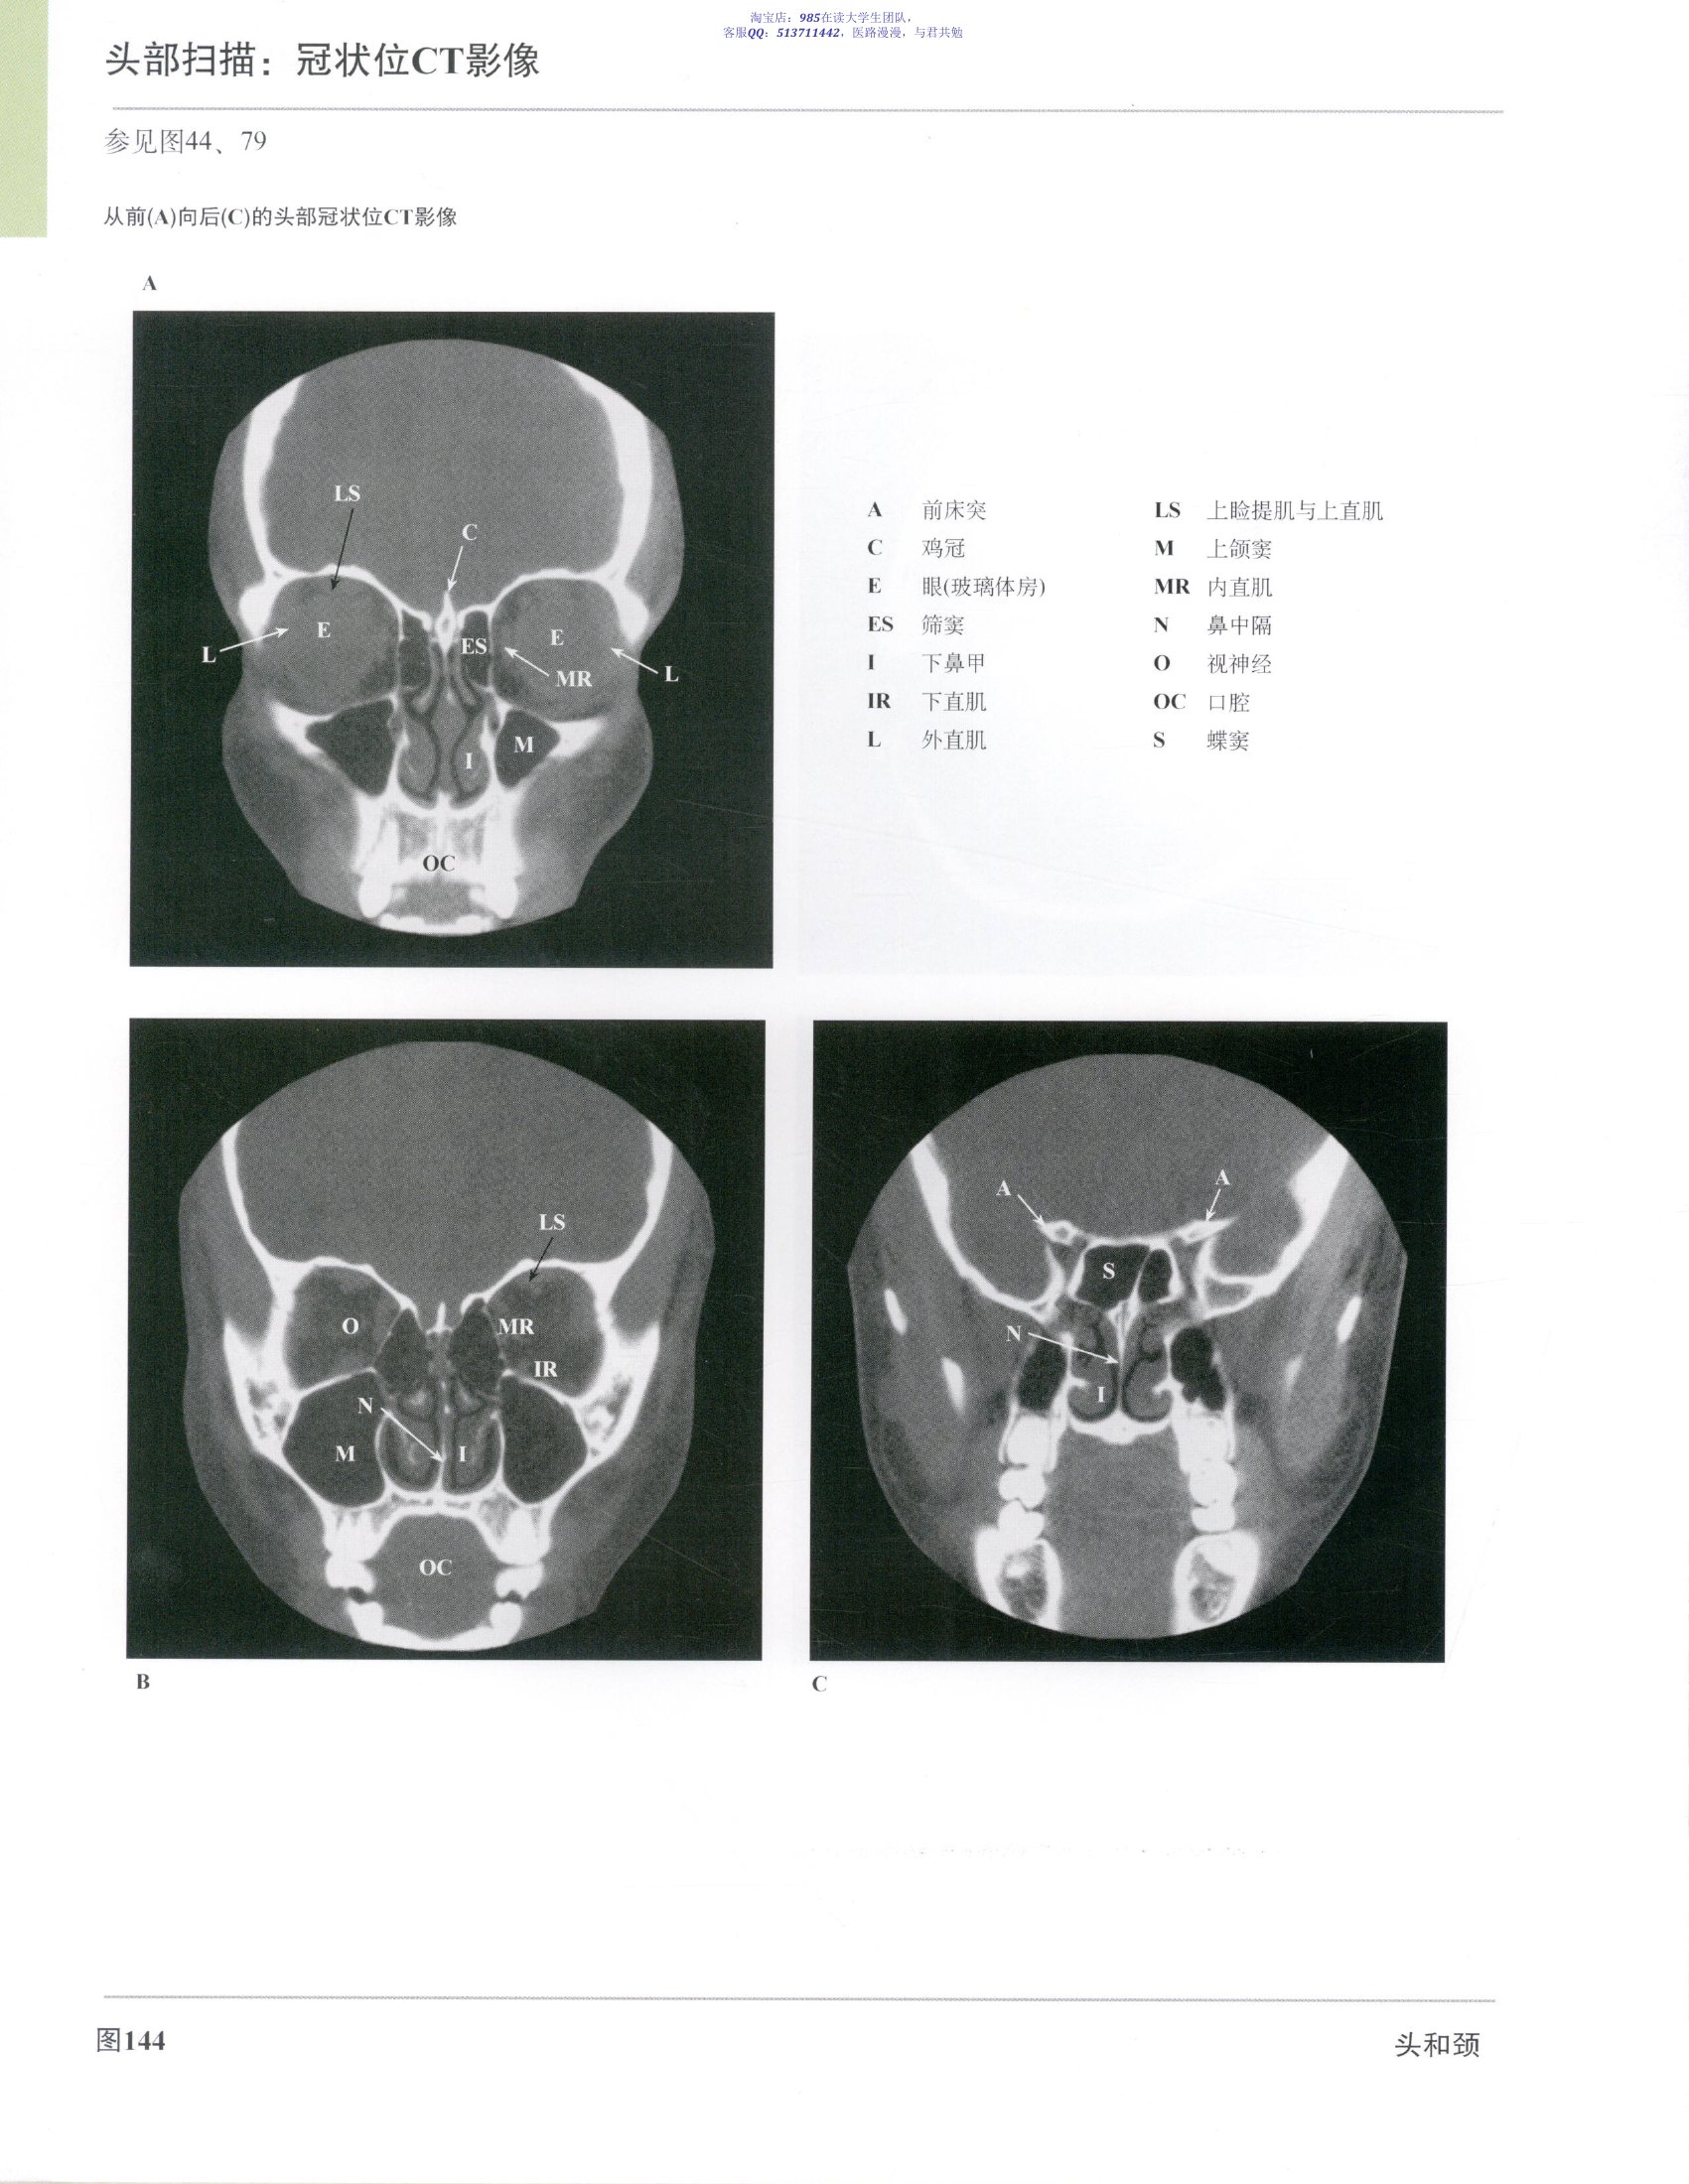 淘宝店：985在读大学生团队，
客服QQ：513711442，医路漫漫，与君共勉
头部扫描：冠状位CT影像
参见图44、79
从前(A)向后(C)的头部冠状位CT影像
A
LS
C
E
ES
E
L
MR
L
M
I
OC
A 前床突
C 鸡冠
E 眼(玻璃体房)
ES 筛窦
I 下鼻甲
IR 下直肌
L 外直肌
LS 上睑提肌与上直肌
M 上颌窦
MR 内直肌
N 鼻中隔
O 视神经
OC 口腔
S 蝶窦
LS
O
MR
IR
N
M
I
OC
B
A
A
S
N
I
C
图144
头和颈